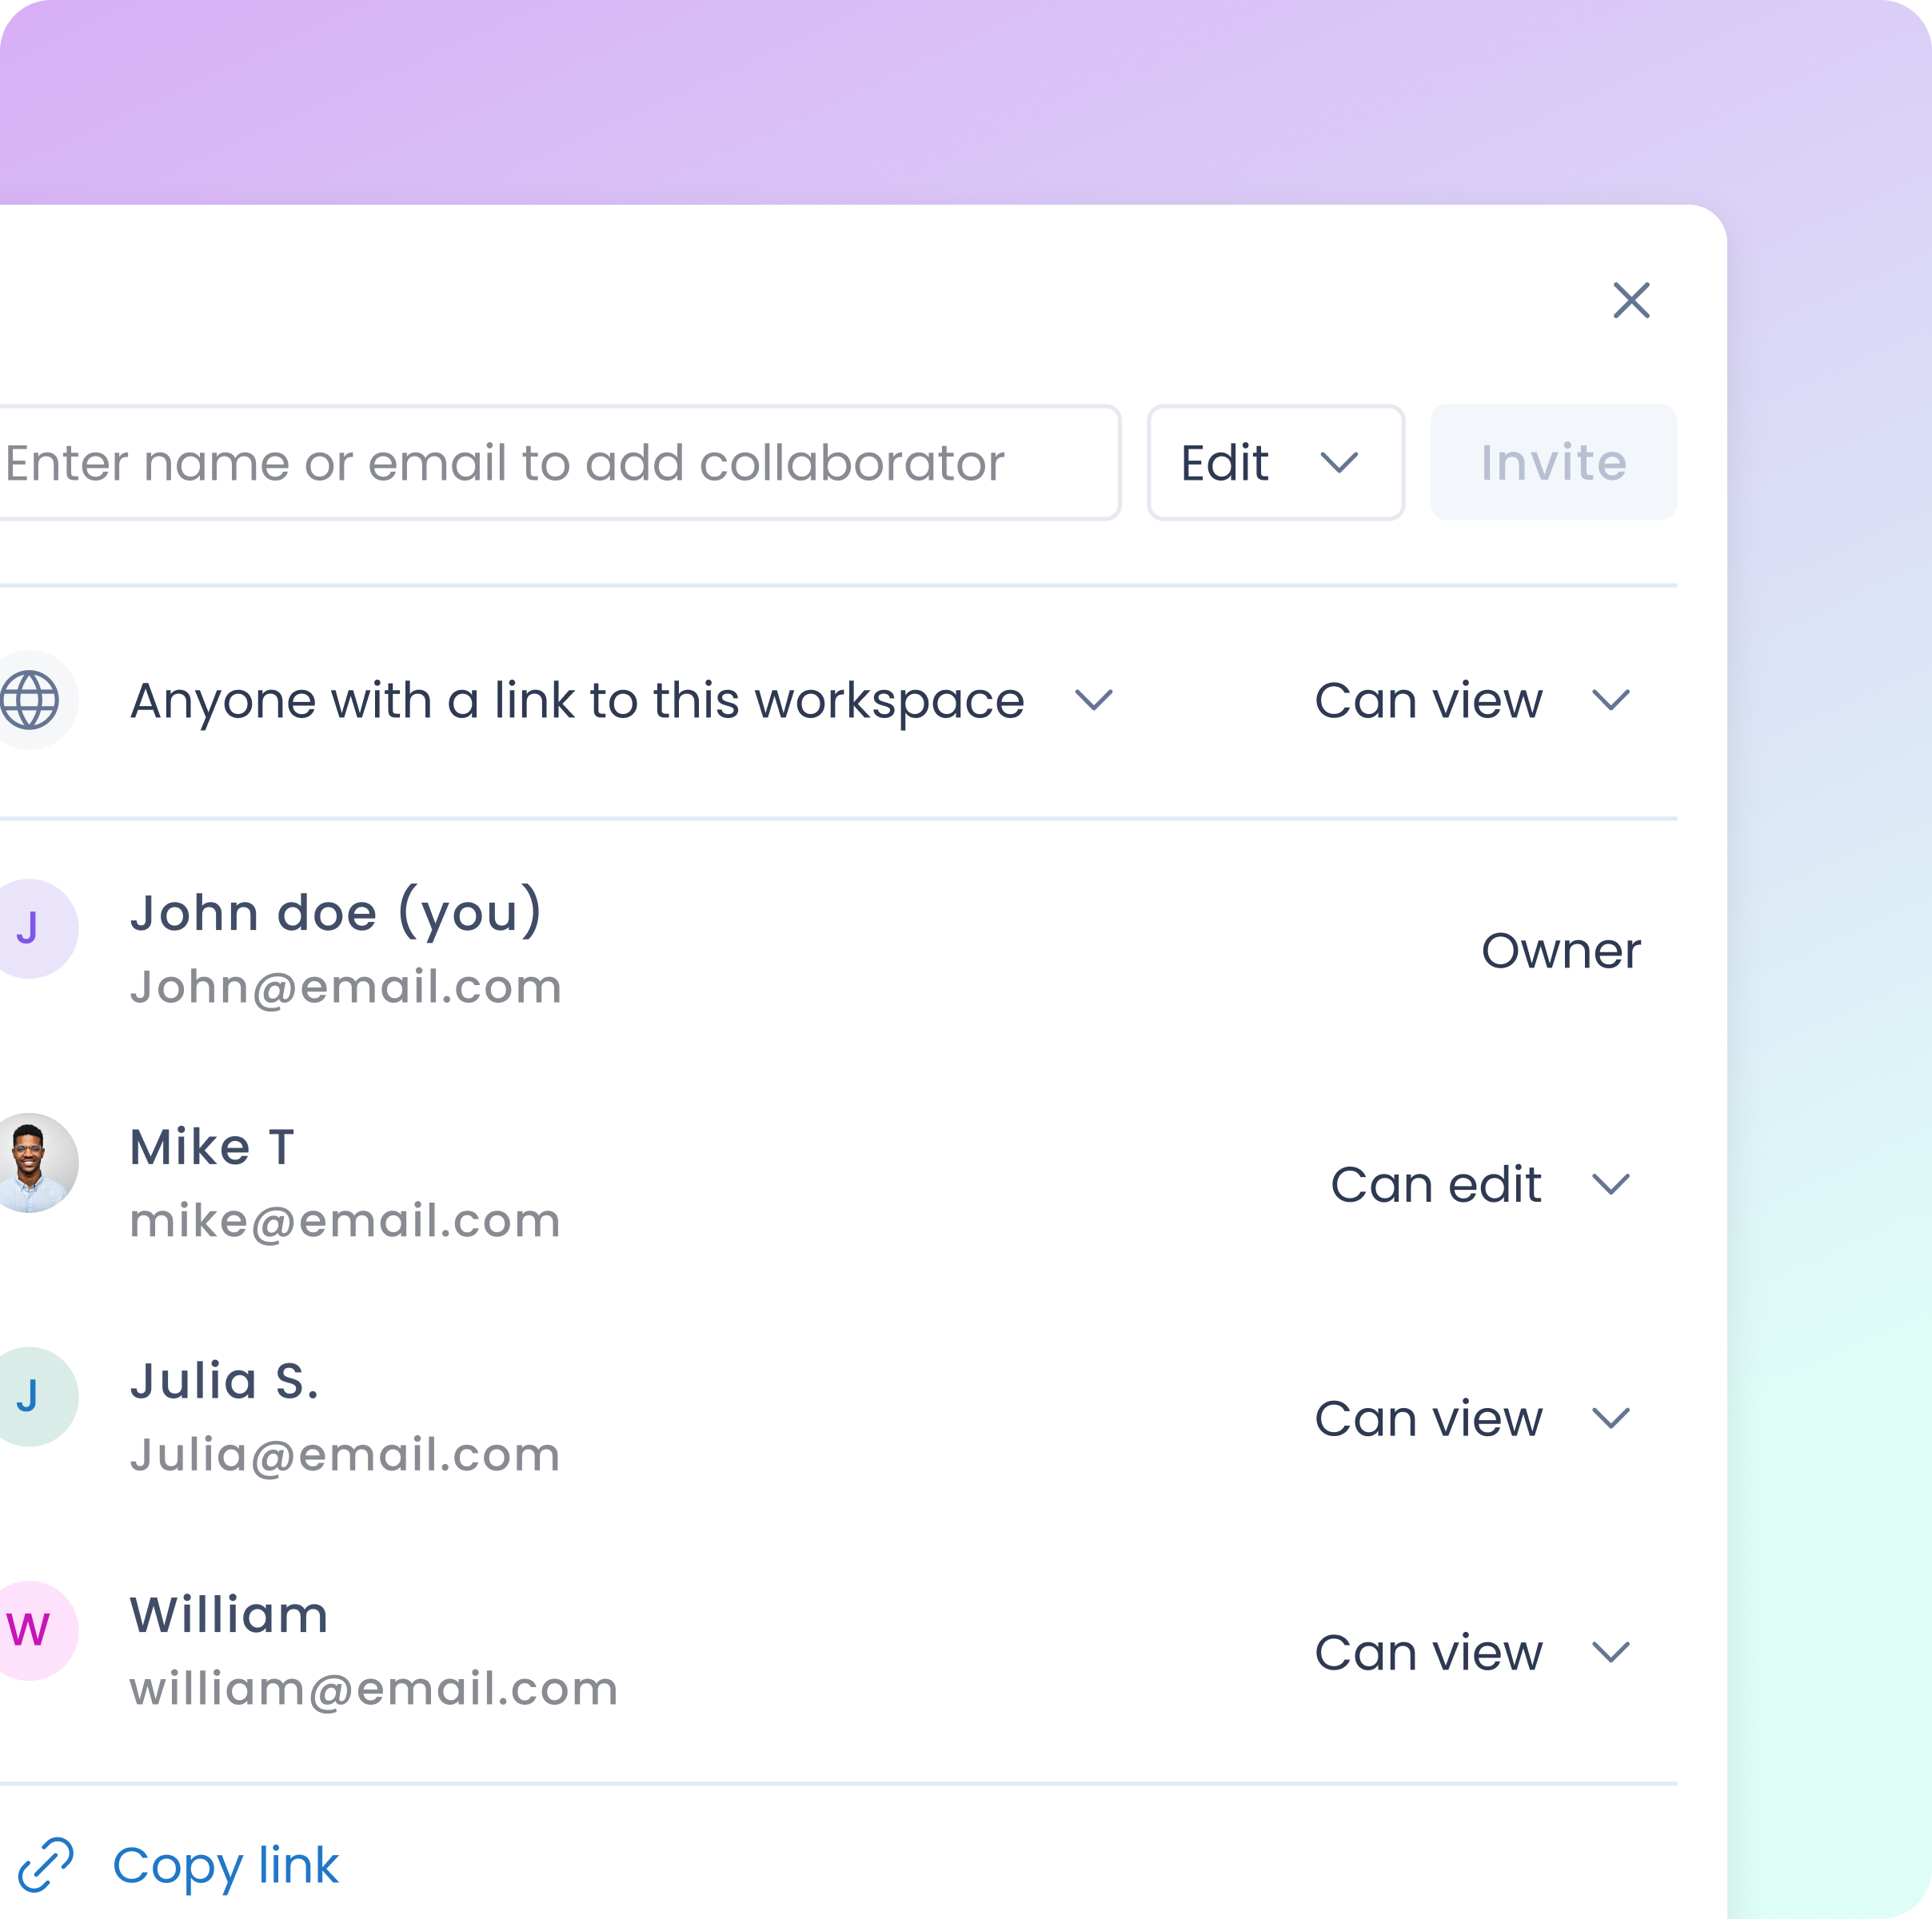 Enter name or email to add collaborator Edit Invite
Anyone with a link to this workspace Can view
J John doe (you)
John@email.com
Owner
Mike T
mike@email.com
Can edit
J Julia S.
Julia@email.com
Can view
W William
william@email.com
Can view
Copy link